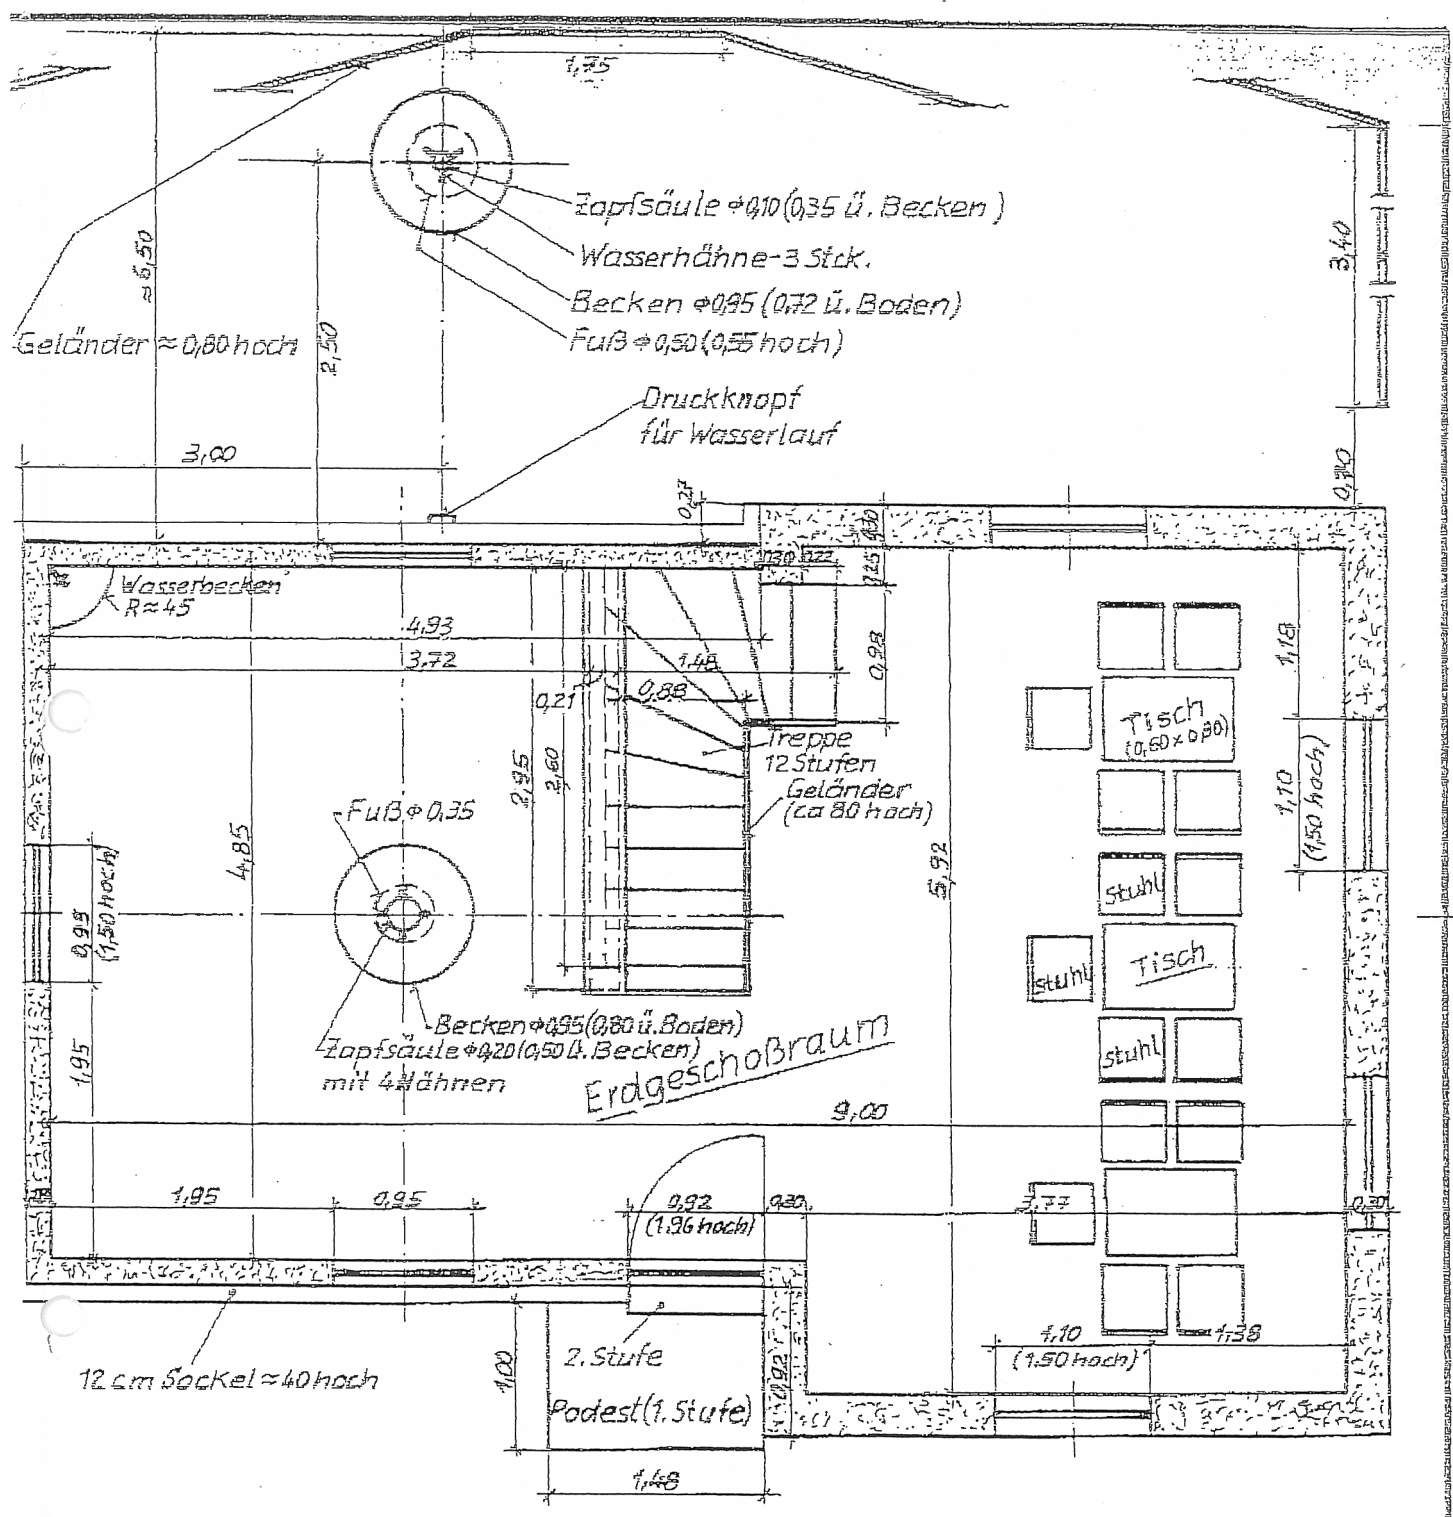 1,75
Zapfsäule ⌀0,10 (0,35 ü. Becken)
Wasserhähne-3 Stck.
Becken ⌀0,95 (0,72 ü. Boden)
Fuß ⌀0,50 (0,55 hoch)
3,40
Geländer ≈ 0,80 hoch
2,50
Druckknopf
für Wasserlauf
3,00
0,27
Wasserbecken
R≈45
4,93
3,72
1,48
0,21
0,88
0,98
Treppe
12 Stufen
Geländer
(ca 80 hoch)
2,95
2,60
Fuß ⌀ 0,35
4,85
5,92
1,18
1,10
(1,50 hoch)
Tisch
(0,60 x 0,90)
Stuhl
Stuhl
Tisch
Stuhl
0,95
(1,50 hoch)
Becken ⌀0,95 (0,80 ü. Boden)
Zapfsäule ⌀0,20 (0,50 ü. Becken)
mit 4 Hähnen
Erdgeschoßraum
1,95
9,00
1,95
0,95
0,92
(1,96 hoch)
0,30
3,77
0,30
1,10
(1.50 hoch)
1,38
2. Stufe
1,00
0,92
Podest (1. Stufe)
12 cm Sockel ≈ 40 hoch
1,48